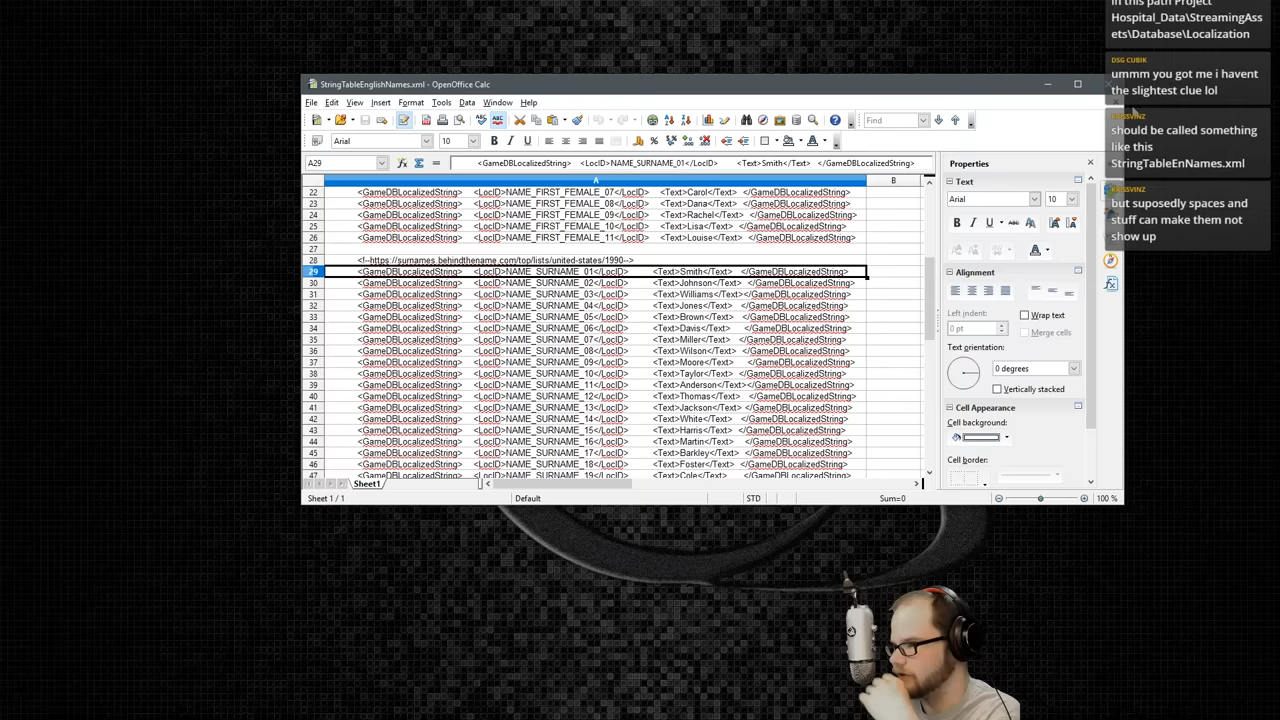 in this path Project
Hospital_Data\StreamingAss
ets\Database\Localization
DSG CUBIK
ummm you got me i havent
the slightest clue lol
KRISSVINZ
should be called something
like this
StringTableEnNames.xml
KRISSVINZ
but suposedly spaces and
stuff can make them not
show up
StringTableEnglishNames.xml - OpenOffice Calc
File Edit View Insert Format Tools Data Window Help
Find
Arial 10
A29 <GameDBLocalizedString> <LocID>NAME_SURNAME_01</LocID> <Text>Smith</Text> </GameDBLocalizedString>
A B
22 <GameDBLocalizedString> <LocID>NAME_FIRST_FEMALE_07</LocID> <Text>Carol</Text> </GameDBLocalizedString>
23 <GameDBLocalizedString> <LocID>NAME_FIRST_FEMALE_08</LocID> <Text>Dana</Text> </GameDBLocalizedString>
24 <GameDBLocalizedString> <LocID>NAME_FIRST_FEMALE_09</LocID> <Text>Rachel</Text> </GameDBLocalizedString>
25 <GameDBLocalizedString> <LocID>NAME_FIRST_FEMALE_10</LocID> <Text>Lisa</Text> </GameDBLocalizedString>
26 <GameDBLocalizedString> <LocID>NAME_FIRST_FEMALE_11</LocID> <Text>Louise</Text> </GameDBLocalizedString>
27
28 <!--https://surnames.behindthename.com/top/lists/united-states/1990-->
29 <GameDBLocalizedString> <LocID>NAME_SURNAME_01</LocID> <Text>Smith</Text> </GameDBLocalizedString>
30 <GameDBLocalizedString> <LocID>NAME_SURNAME_02</LocID> <Text>Johnson</Text> </GameDBLocalizedString>
31 <GameDBLocalizedString> <LocID>NAME_SURNAME_03</LocID> <Text>Williams</Text> </GameDBLocalizedString>
32 <GameDBLocalizedString> <LocID>NAME_SURNAME_04</LocID> <Text>Jones</Text> </GameDBLocalizedString>
33 <GameDBLocalizedString> <LocID>NAME_SURNAME_05</LocID> <Text>Brown</Text> </GameDBLocalizedString>
34 <GameDBLocalizedString> <LocID>NAME_SURNAME_06</LocID> <Text>Davis</Text> </GameDBLocalizedString>
35 <GameDBLocalizedString> <LocID>NAME_SURNAME_07</LocID> <Text>Miller</Text> </GameDBLocalizedString>
36 <GameDBLocalizedString> <LocID>NAME_SURNAME_08</LocID> <Text>Wilson</Text> </GameDBLocalizedString>
37 <GameDBLocalizedString> <LocID>NAME_SURNAME_09</LocID> <Text>Moore</Text> </GameDBLocalizedString>
38 <GameDBLocalizedString> <LocID>NAME_SURNAME_10</LocID> <Text>Taylor</Text> </GameDBLocalizedString>
39 <GameDBLocalizedString> <LocID>NAME_SURNAME_11</LocID> <Text>Anderson</Text> </GameDBLocalizedString>
40 <GameDBLocalizedString> <LocID>NAME_SURNAME_12</LocID> <Text>Thomas</Text> </GameDBLocalizedString>
41 <GameDBLocalizedString> <LocID>NAME_SURNAME_13</LocID> <Text>Jackson</Text> </GameDBLocalizedString>
42 <GameDBLocalizedString> <LocID>NAME_SURNAME_14</LocID> <Text>White</Text> </GameDBLocalizedString>
43 <GameDBLocalizedString> <LocID>NAME_SURNAME_15</LocID> <Text>Harris</Text> </GameDBLocalizedString>
44 <GameDBLocalizedString> <LocID>NAME_SURNAME_16</LocID> <Text>Martin</Text> </GameDBLocalizedString>
45 <GameDBLocalizedString> <LocID>NAME_SURNAME_17</LocID> <Text>Barkley</Text> </GameDBLocalizedString>
46 <GameDBLocalizedString> <LocID>NAME_SURNAME_18</LocID> <Text>Foster</Text> </GameDBLocalizedString>
47 <GameDBLocalizedString> <LocID>NAME_SURNAME_19</LocID> <Text>Cole</Text> </GameDBLocalizedString>
Sheet1
Sheet 1 / 1 Default STD Sum=0 100 %
Properties
Text
Arial 10
Alignment
Left indent:
0 pt
Wrap text
Merge cells
Text orientation:
0 degrees
Vertically stacked
Cell Appearance
Cell background:
Cell border: